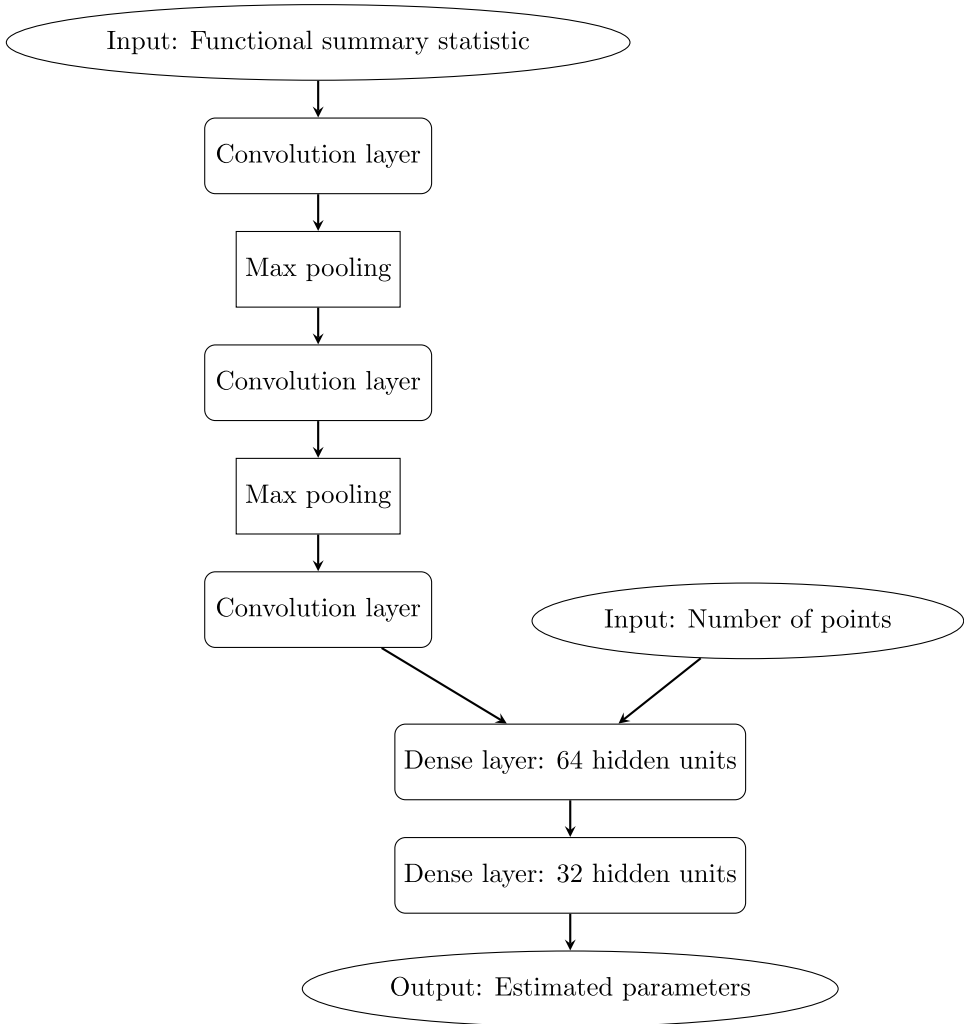 Input: Functional summary statistic
Convolution layer
Max pooling
Convolution layer
Max pooling
Convolution layer
Input: Number of points
Dense layer: 64 hidden units
Dense layer: 32 hidden units
Output: Estimated parameters